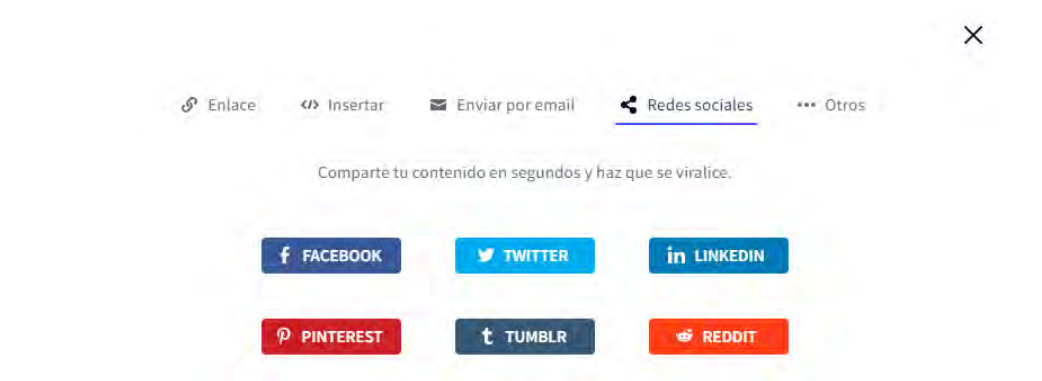 Enlace Insertar Enviar por email Redes sociales Otros
Comparte tu contenido en segundos y haz que se viralice.
FACEBOOK TWITTER LINKEDIN
PINTEREST TUMBLR REDDIT